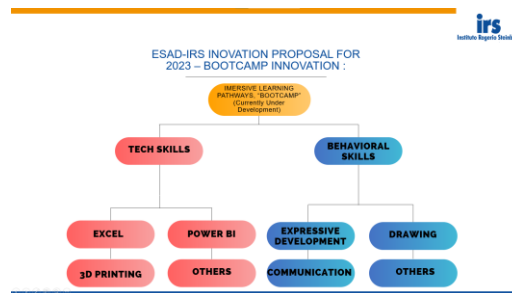 irs
Instituto Rogerio Steinb
ESAD-IRS INOVATION PROPOSAL FOR
2023 – BOOTCAMP INNOVATION :
IMERSIVE LEARNING
PATHWAYS, "BOOTCAMP"
(Currently Under
Development)
TECH SKILLS
BEHAVIORAL
SKILLS
EXCEL
POWER BI
EXPRESSIVE
DEVELOPMENT
DRAWING
3D PRINTING
OTHERS
COMMUNICATION
OTHERS